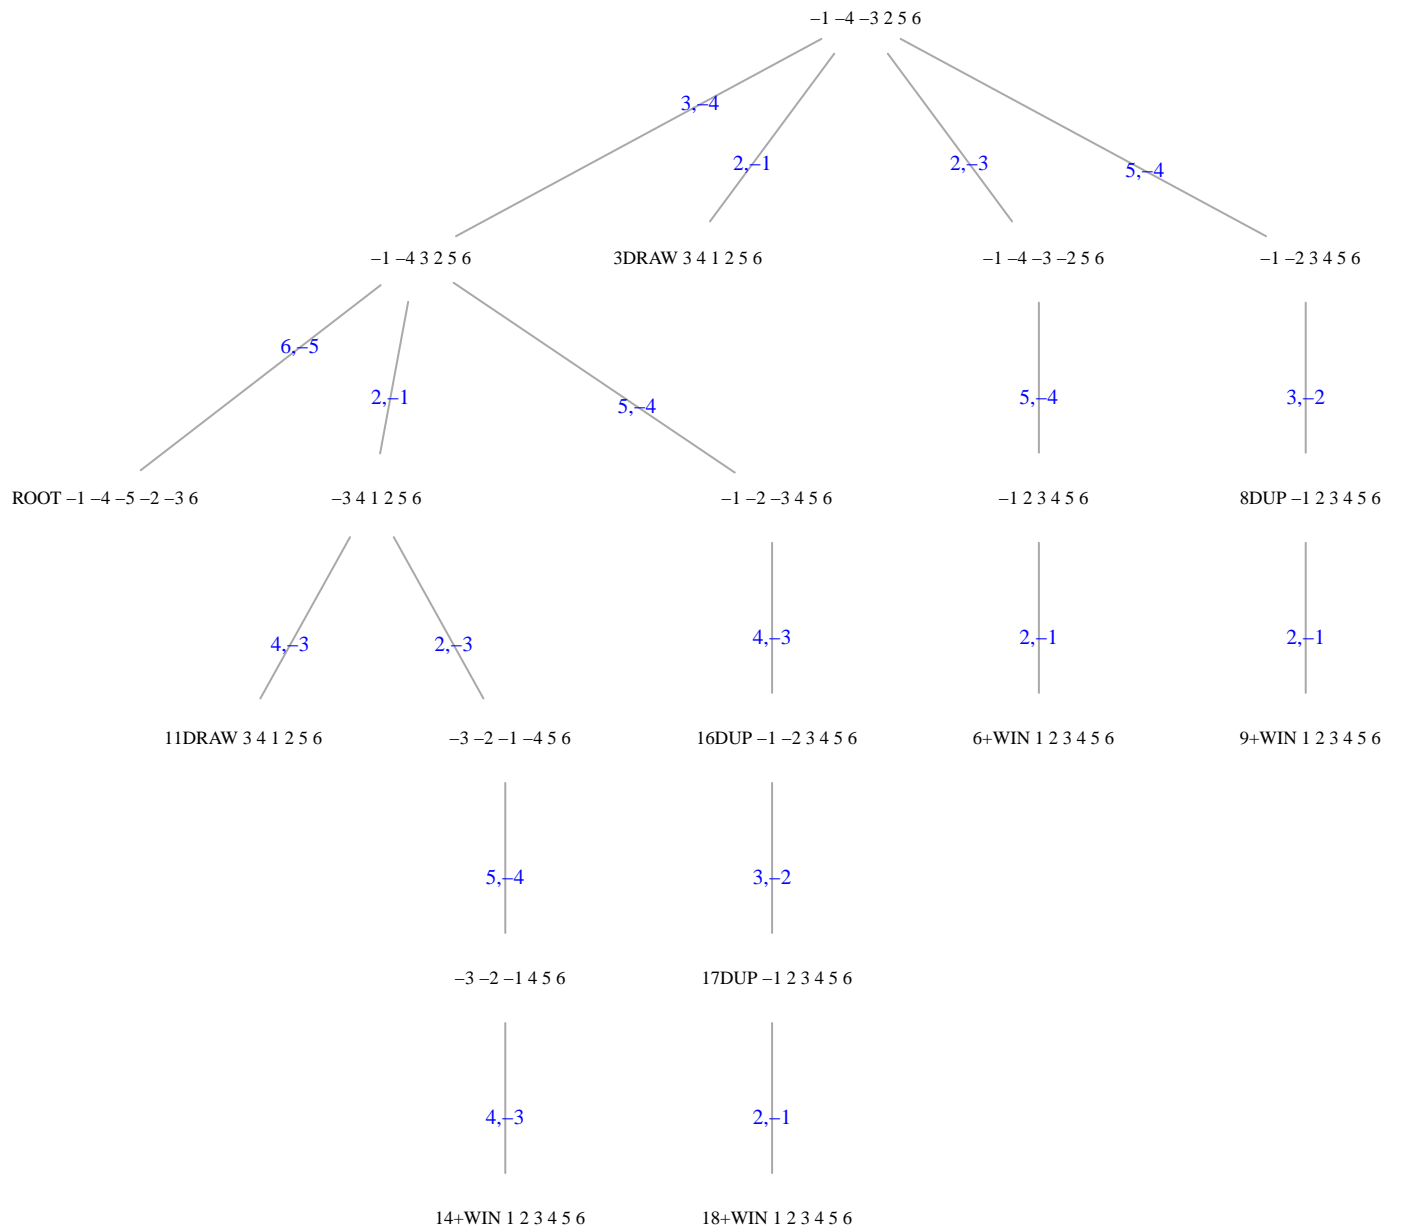 −1 −4 −3 2 5 6
3,−4
2,−1
2,−3
5,−4
−1 −4 3 2 5 6
3DRAW 3 4 1 2 5 6
−1 −4 −3 −2 5 6
−1 −2 3 4 5 6
6,−5
2,−1
5,−4
5,−4
3,−2
ROOT −1 −4 −5 −2 −3 6
−3 4 1 2 5 6
−1 −2 −3 4 5 6
−1 2 3 4 5 6
8DUP −1 2 3 4 5 6
4,−3
2,−3
4,−3
2,−1
2,−1
11DRAW 3 4 1 2 5 6
−3 −2 −1 −4 5 6
16DUP −1 −2 3 4 5 6
6+WIN 1 2 3 4 5 6
9+WIN 1 2 3 4 5 6
5,−4
3,−2
−3 −2 −1 4 5 6
17DUP −1 2 3 4 5 6
4,−3
2,−1
14+WIN 1 2 3 4 5 6
18+WIN 1 2 3 4 5 6